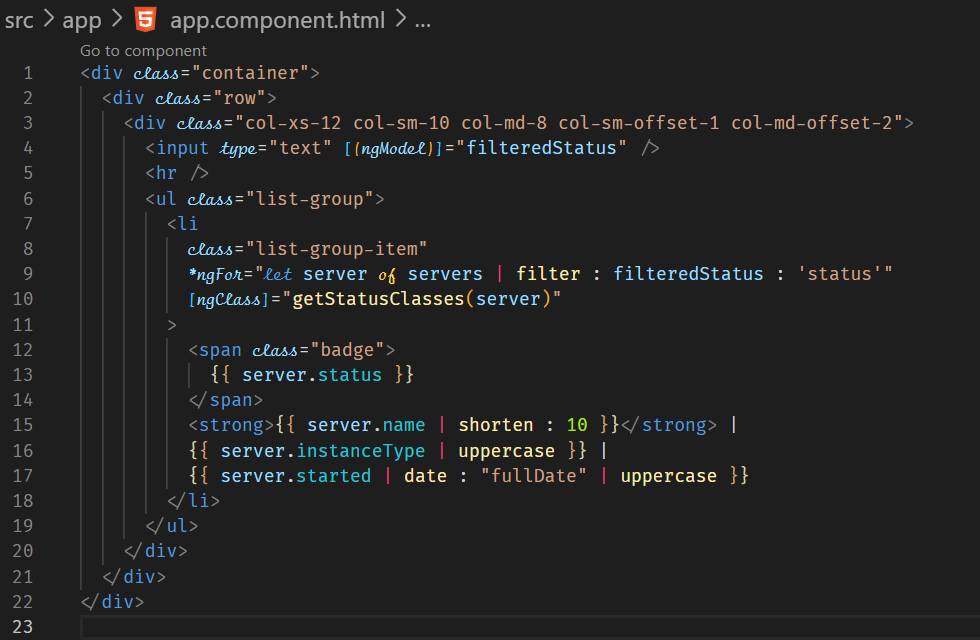 src > app > app.component.html > ...
Go to component
1 <div class="container">
2 <div class="row">
3 <div class="col-xs-12 col-sm-10 col-md-8 col-sm-offset-1 col-md-offset-2">
4 <input type="text" [(ngModel)]="filteredStatus" />
5 <hr />
6 <ul class="list-group">
7 <li
8 class="list-group-item"
9 *ngFor="let server of servers | filter : filteredStatus : 'status'"
10 [ngClass]="getStatusClasses(server)"
11 >
12 <span class="badge">
13 {{ server.status }}
14 </span>
15 <strong>{{ server.name | shorten : 10 }}</strong> |
16 {{ server.instanceType | uppercase }} |
17 {{ server.started | date : "fullDate" | uppercase }}
18 </li>
19 </ul>
20 </div>
21 </div>
22 </div>
23